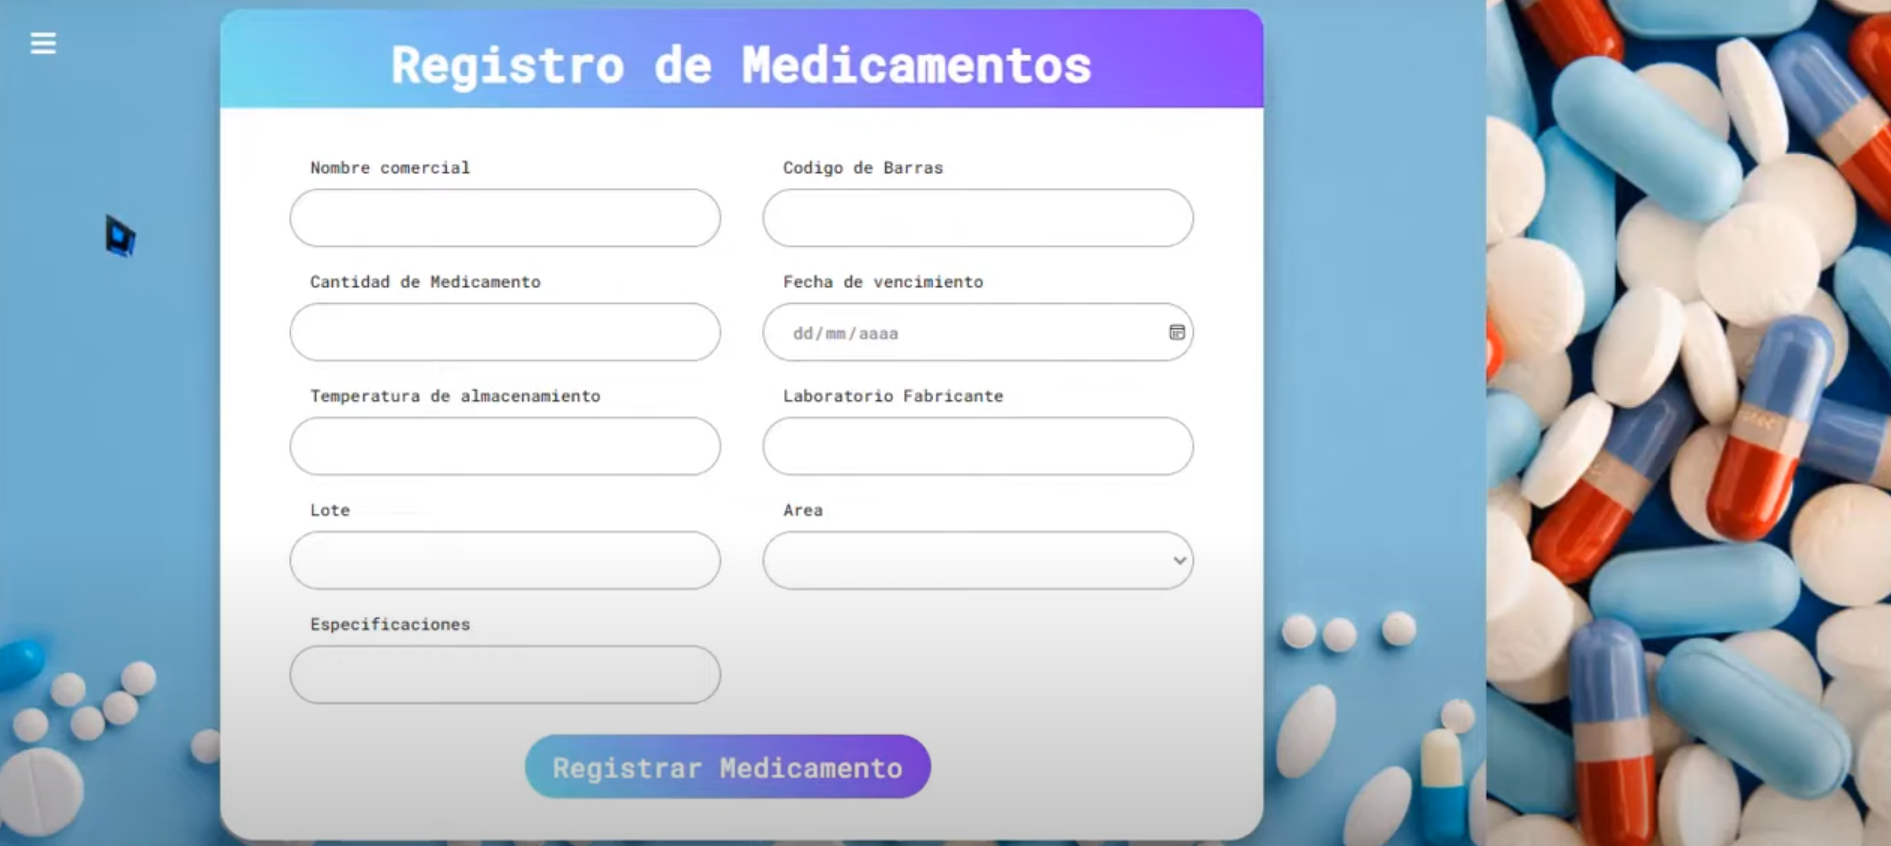 Registro de Medicamentos
Nombre comercial
Codigo de Barras
Cantidad de Medicamento
Fecha de vencimiento
dd/mm/aaaa
Temperatura de almacenamiento
Laboratorio Fabricante
Lote
Area
Especificaciones
Registrar Medicamento